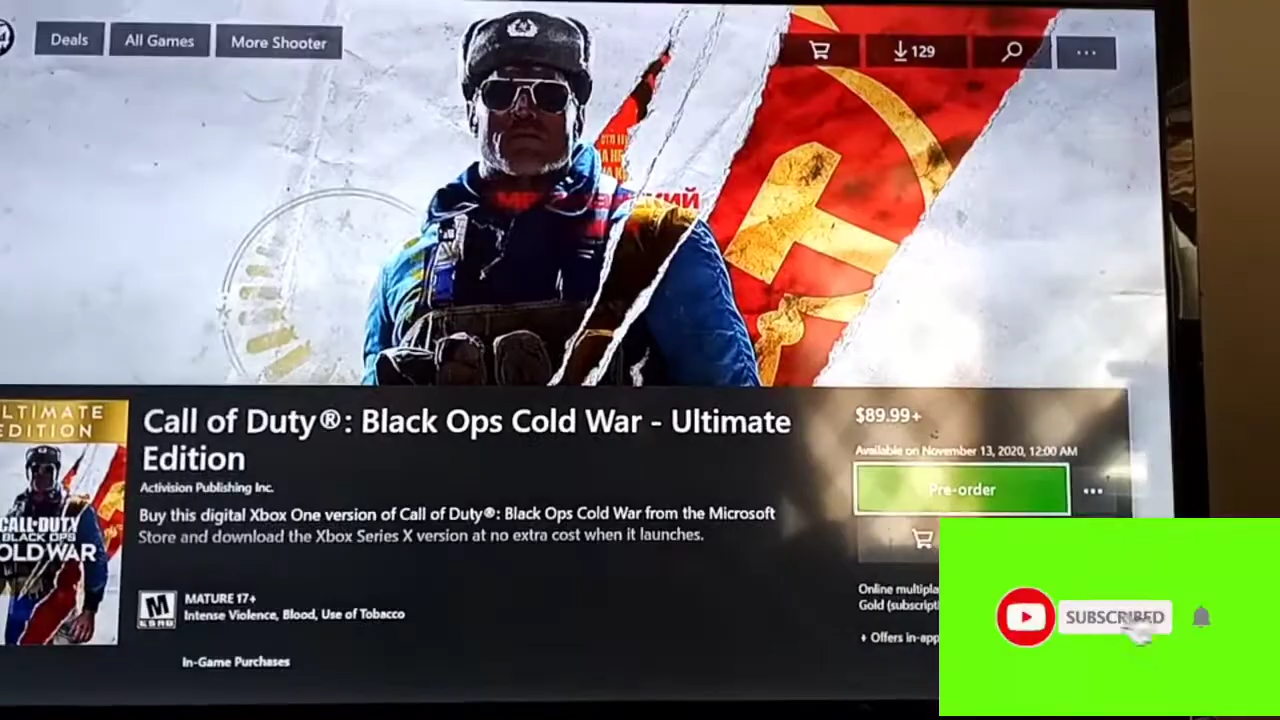 Deals
All Games
More Shooter
129
ULTIMATE
EDITION
CALL OF DUTY
BLACK OPS
COLD WAR
Call of Duty®: Black Ops Cold War - Ultimate
Edition
Activision Publishing Inc.
Buy this digital Xbox One version of Call of Duty®: Black Ops Cold War from the Microsoft
Store and download the Xbox Series X version at no extra cost when it launches.
M
ESRB
MATURE 17+
Intense Violence, Blood, Use of Tobacco
In-Game Purchases
$89.99+
Available on November 13, 2020, 12:00 AM
Pre-order
Online multipla
Gold (subscript
+ Offers in-app
SUBSCRIBED